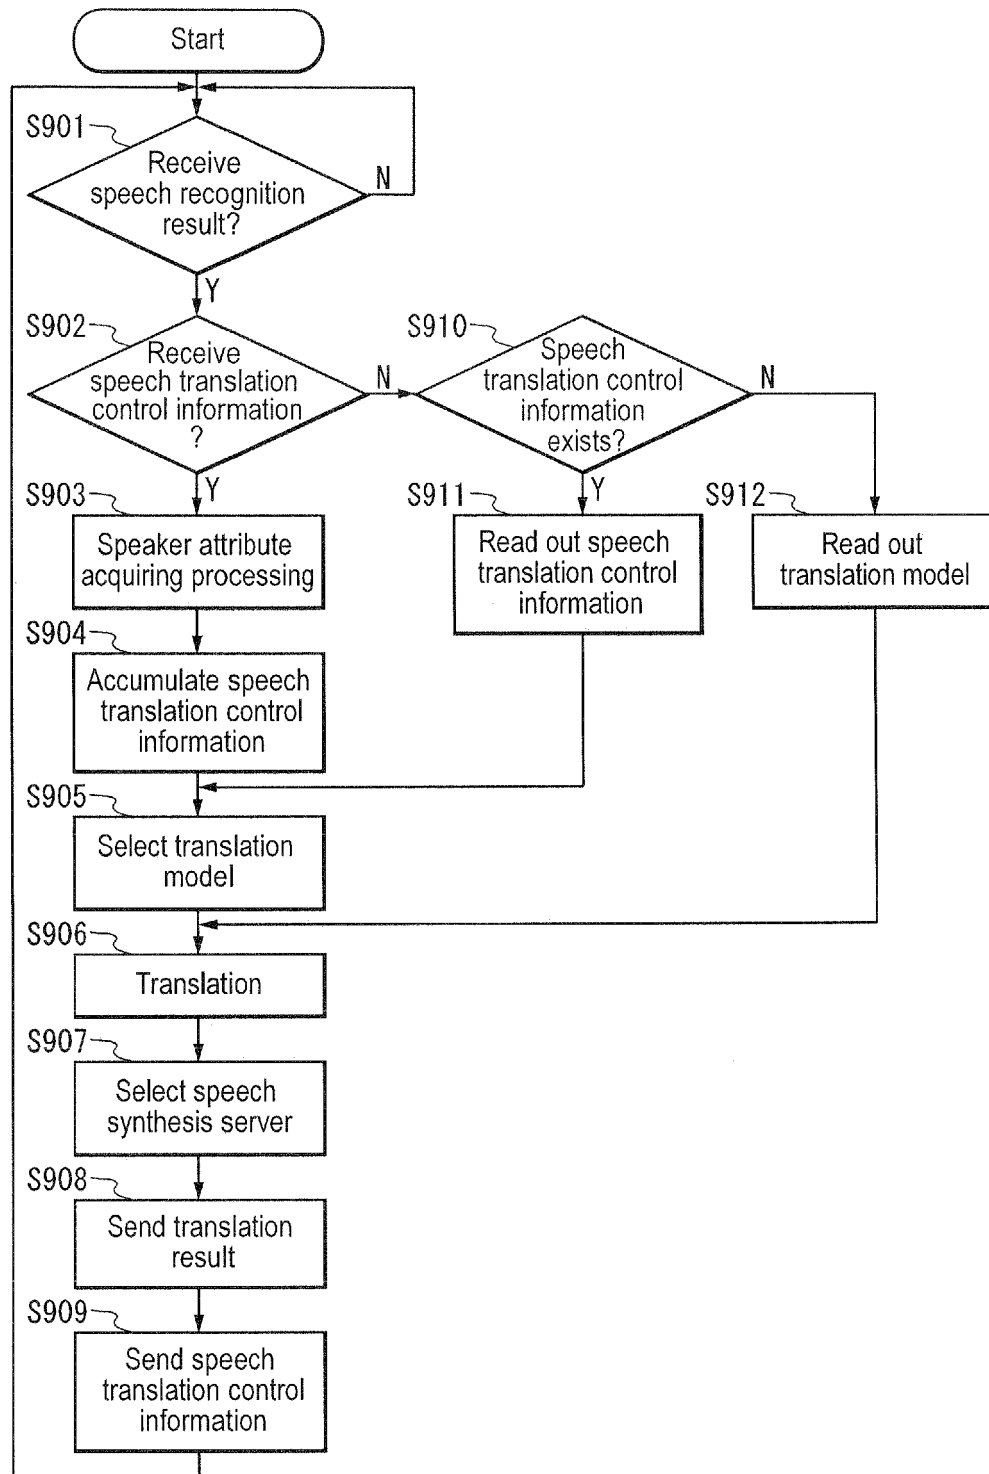 Start
S901
Receive
speech recognition
result?
N
Y
S902
Receive
speech translation
control information
?
N
Y
S910
Speech
translation control
information
exists?
N
Y
S903
Speaker attribute
acquiring processing
S911
Read out speech
translation control
information
S912
Read out
translation model
S904
Accumulate speech
translation control
information
S905
Select translation
model
S906
Translation
S907
Select speech
synthesis server
S908
Send translation
result
S909
Send speech
translation control
information